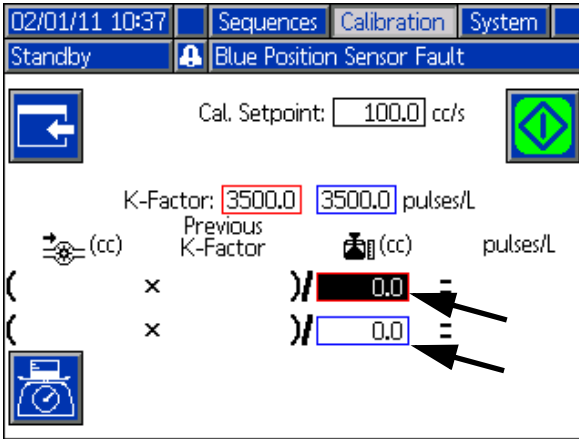 02/01/11 10:37 Sequences Calibration System
Standby Blue Position Sensor Fault
Cal. Setpoint: 100.0 cc/s
K-Factor: 3500.0 3500.0 pulses/L
(cc) Previous K-Factor (cc) pulses/L
( × )/ 0.0 =
( × )/ 0.0 =